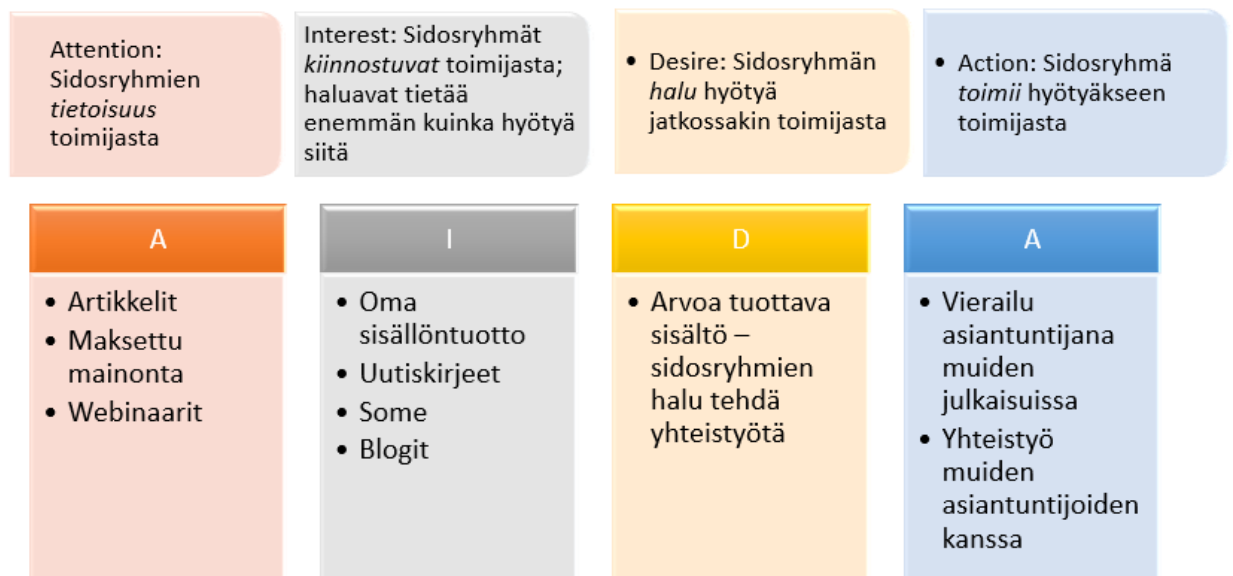 Attention:
Sidosryhmien
tietoisuus
toimijasta
Interest: Sidosryhmät
kiinnostuvat toimijasta;
haluavat tietää
enemmän kuinka hyötyä
siitä
• Desire: Sidosryhmän
halu hyötyä
jatkossakin toimijasta
• Action: Sidosryhmä
toimii hyötyäkseen
toimijasta
A
• Artikkelit
• Maksettu
mainonta
• Webinaarit
I
• Oma
sisällöntuotto
• Uutiskirjeet
• Some
• Blogit
D
• Arvoa tuottava
sisältö –
sidosryhmien
halu tehdä
yhteistyötä
A
• Vierailu
asiantuntijana
muiden
julkaisuissa
• Yhteistyö
muiden
asiantuntijoiden
kanssa